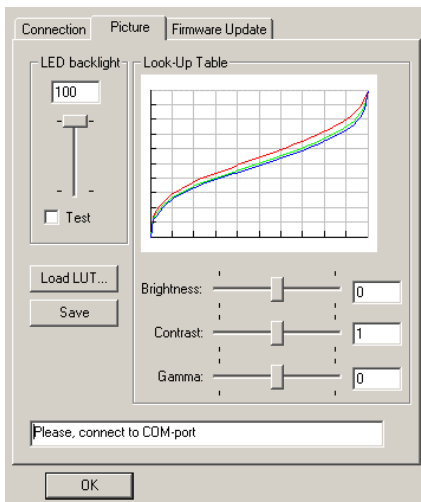 Connection Picture Firmware Update
LED backlight
100
Test
Load LUT...
Save
Look-Up Table
Brightness: 0
Contrast: 1
Gamma: 0
Please, connect to COM-port
OK